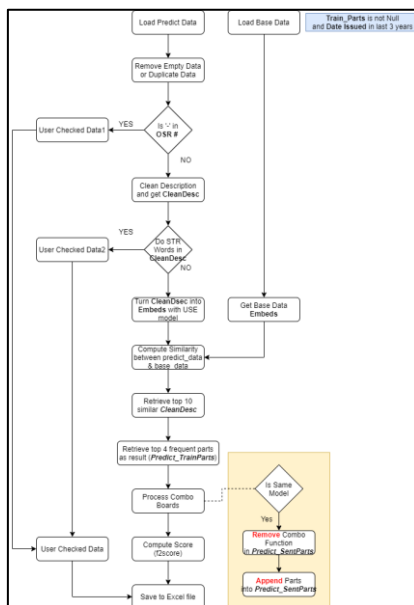 Load Predict Data
Load Base Data
Train_Parts is not Null
and Date Issued in last 3 years
Remove Empty Data
or Duplicate Data
Is '-' in
OSR #
YES
User Checked Data1
NO
Clean Description
and get CleanDesc
Do STR
Words in
CleanDesc
YES
User Checked Data2
NO
Turn CleanDsec into
Embeds with USE
model
Get Base Data
Embeds
Compute Similarity
between predict_data
& base_data
Retrieve top 10
similar CleanDesc
Retrieve top 4 frequent parts
as result (Predict_TrainParts)
Process Combo
Boards
Is Same
Model
Yes
Remove Combo
Function
in Predict_SentParts
Append Parts
into Predict_SentParts
User Checked Data
Compute Score
(f2score)
Save to Excel file